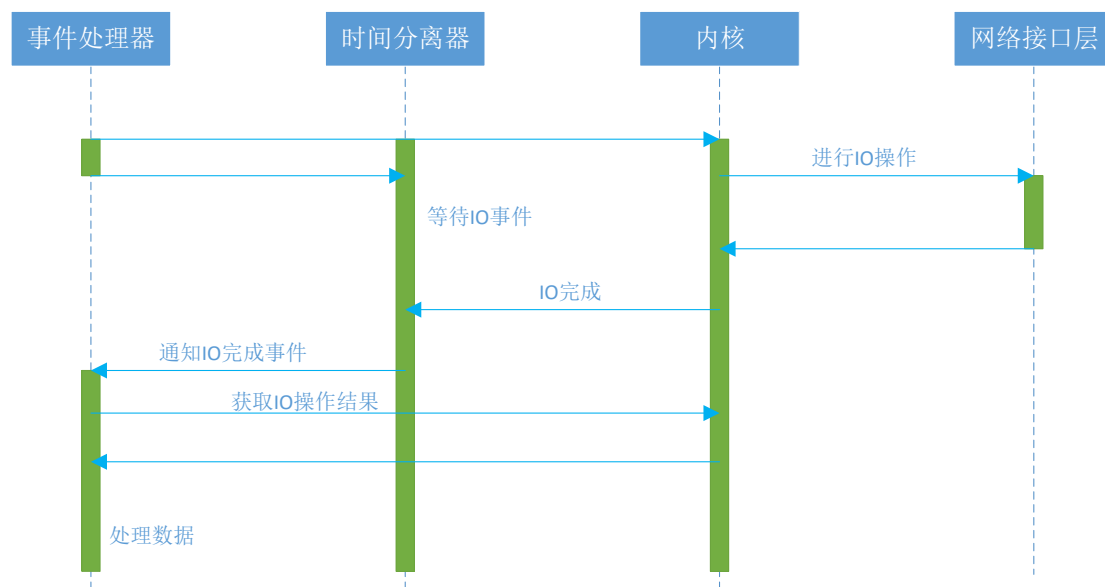 事件处理器
时间分离器
内核
网络接口层
进行IO操作
等待IO事件
IO完成
通知IO完成事件
获取IO操作结果
处理数据